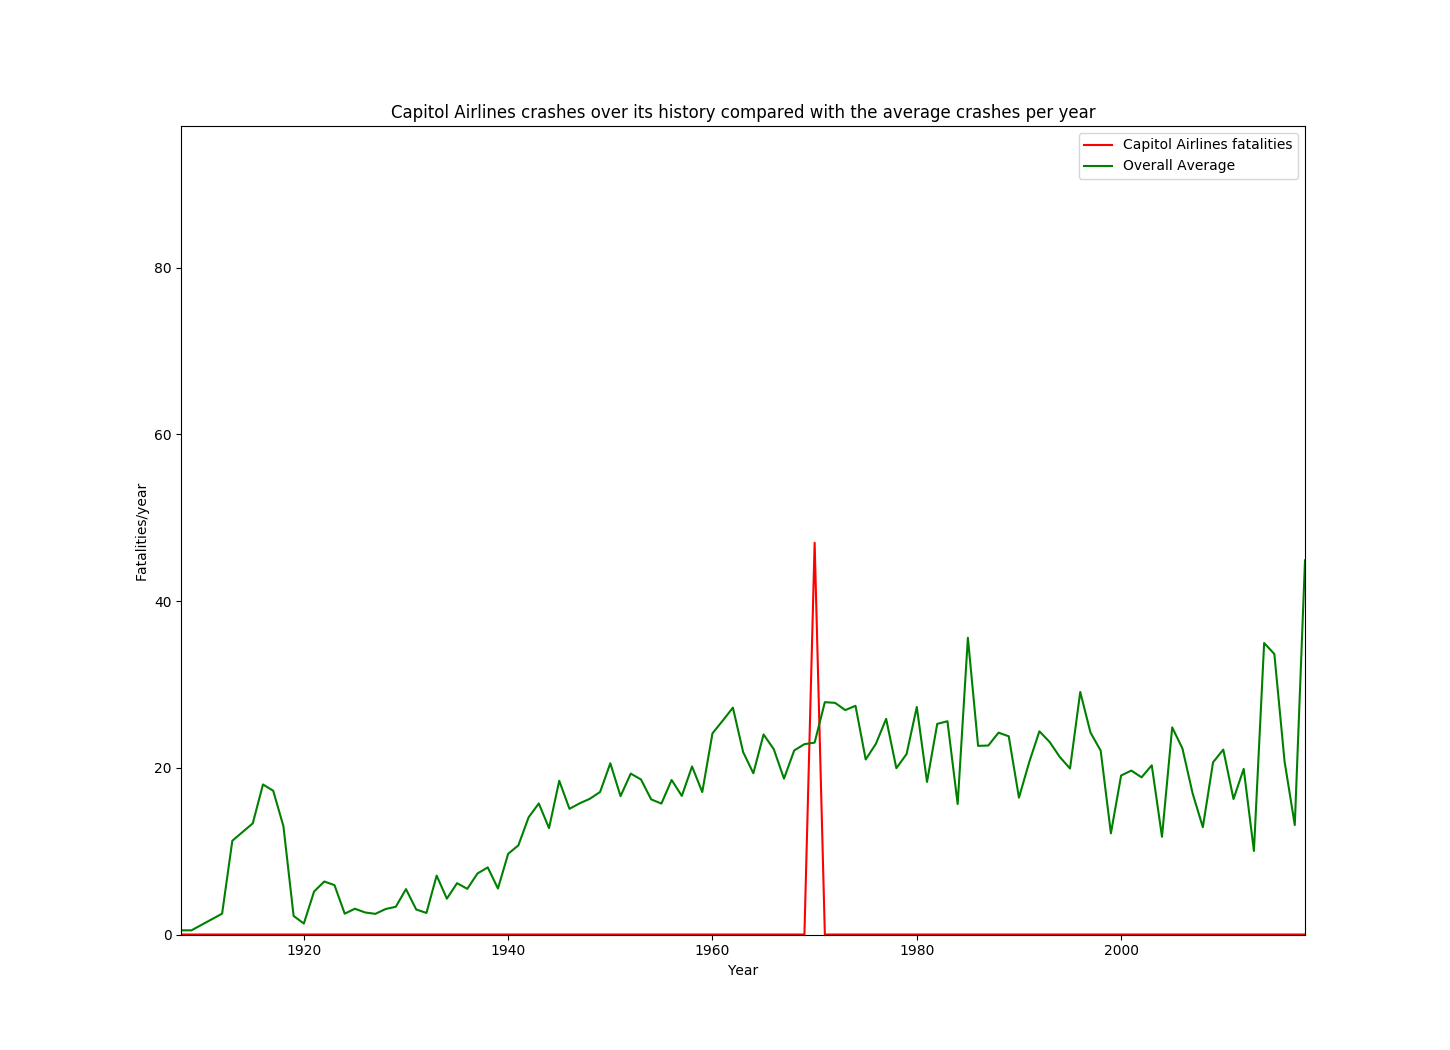 Capitol Airlines crashes over its history compared with the average crashes per year
Capitol Airlines fatalities
Overall Average
80
60
40
20
0
Fatalities/year
1920 1940 1960 1980 2000
Year